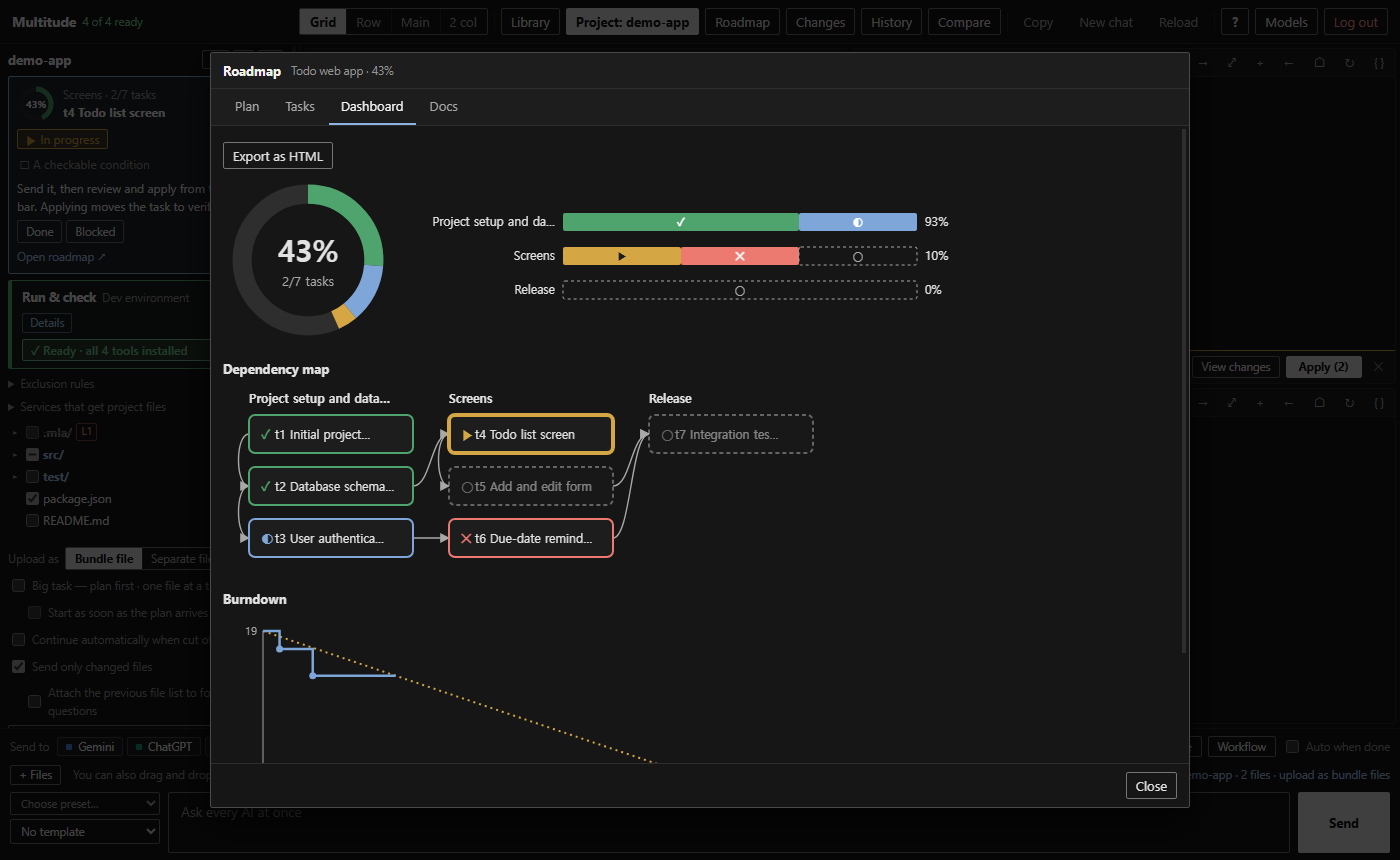 Multitude 4 of 4 ready
Grid Row Main 2 col Library Project: demo-app Roadmap Changes History Compare Copy New chat Reload ? Models Log out
demo-app
43%
Screens · 2/7 tasks
t4 Todo list screen
▶ In progress
☐ A checkable condition
Send it, then review and apply from
bar. Applying moves the task to
Done Blocked
Open roadmap ↗
Run & check Dev environment
Details
✓ Ready · all 4 tools installed
Exclusion rules
Services that get project files
.mla/ L1
src/
test/
package.json
README.md
Upload as Bundle file Separate
Big task — plan first · one file at a
Start as soon as the plan arrives
Continue automatically when cut
Send only changed files
Attach the previous file list to
questions
Send to Gemini ChatGPT
+ Files You can also drag and drop
Choose preset...
No template
Ask every AI at once
Roadmap Todo web app · 43%
Plan Tasks Dashboard Docs
Export as HTML
43%
2/7 tasks
Project setup and da... 93%
Screens 10%
Release 0%
Dependency map
Project setup and data... Screens Release
✓ t1 Initial project... ▶ t4 Todo list screen ○ t7 Integration tes...
✓ t2 Database schema... ○ t5 Add and edit form
◐ t3 User authentica... ✕ t6 Due-date remind...
Burndown
19
Close
View changes Apply (2)
Workflow Auto when done
· 2 files · upload as bundle files
Send